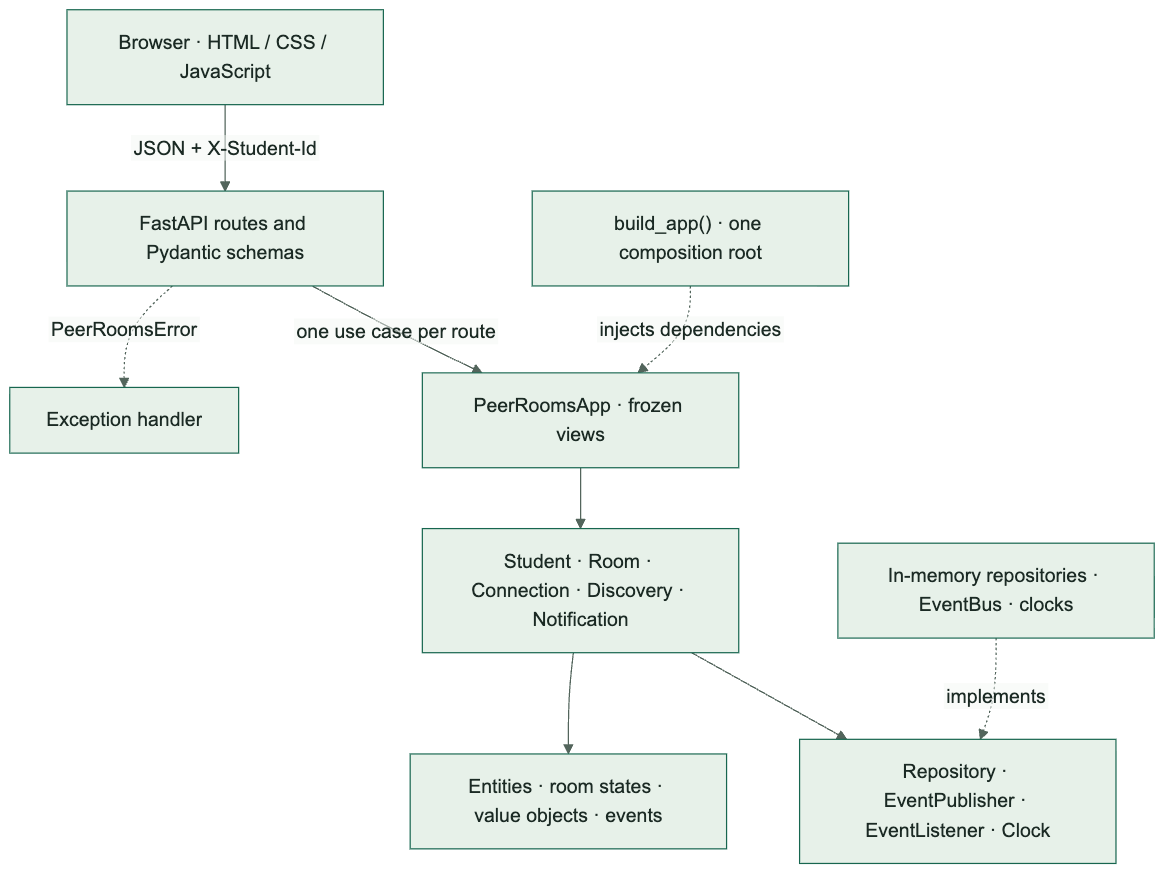 Browser · HTML / CSS /
JavaScript
JSON + X-Student-Id
FastAPI routes and
Pydantic schemas
build_app() · one
composition root
PeerRoomsError
one use case per route
injects dependencies
Exception handler
PeerRoomsApp · frozen
views
Student · Room ·
Connection · Discovery ·
Notification
In-memory repositories ·
EventBus · clocks
implements
Entities · room states ·
value objects · events
Repository ·
EventPublisher ·
EventListener · Clock